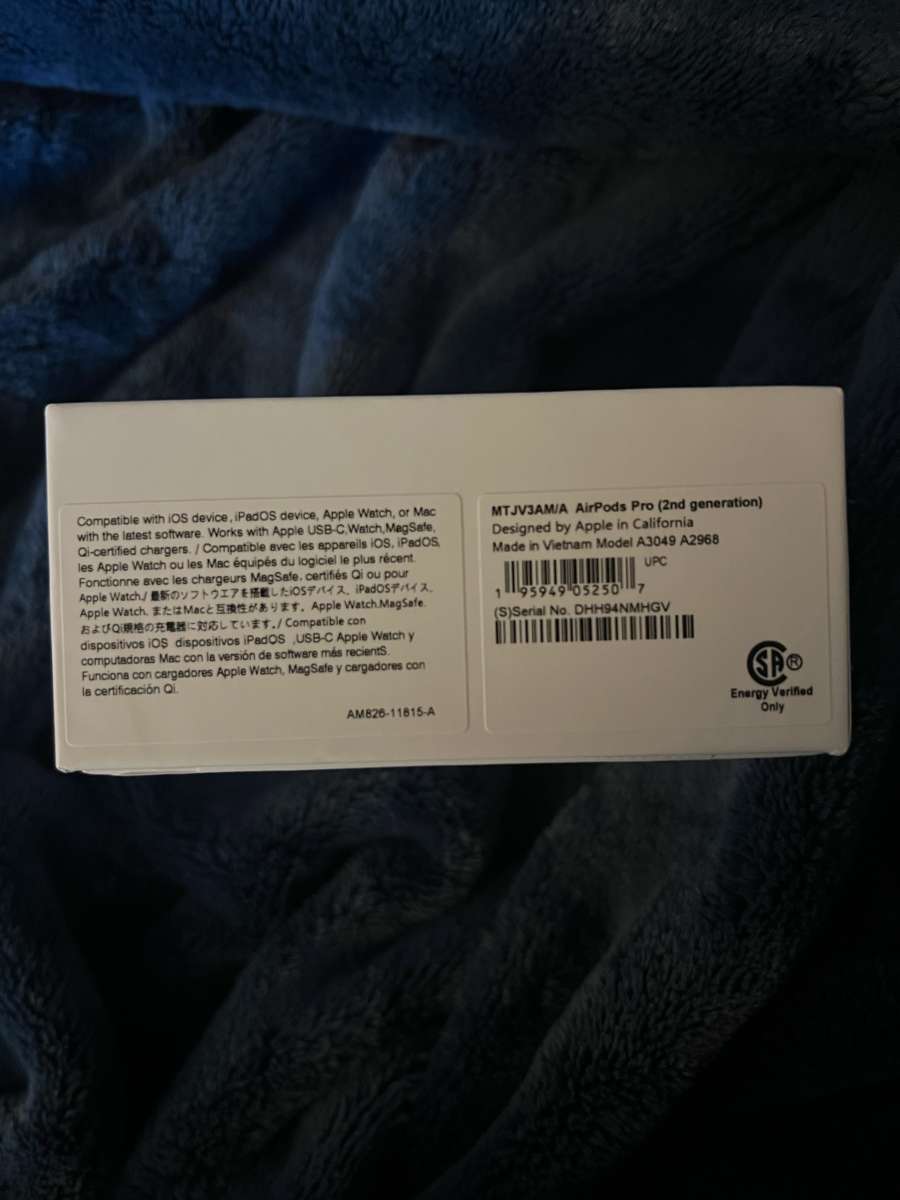 Compatible with iOS device, iPadOS device, Apple Watch, or Mac
with the latest software. Works with Apple USB-C,Watch,MagSafe,
Qi-certified chargers. / Compatible avec les appareils iOS, iPadOS,
les Apple Watch ou les Mac équipés du logiciel le plus récent.
Fonctionne avec les chargeurs MagSafe, certifiés Qi ou pour
Apple Watch./ 最新のソフトウエアを搭載したiOSデバイス、iPadOSデバイス、
Apple Watch、またはMacと互換性があります。Apple Watch.MagSafe.
およびQi規格の充電器に対応しています。/ Compatible con
dispositivos iOS dispositivos iPadOS ,USB-C Apple Watch y
computadoras Mac con la versión de software más recientS.
Funciona con cargadores Apple Watch, MagSafe y cargadores con
la certificación Qi.
AM826-11615-A
MTJV3AM/A AirPods Pro (2nd generation)
Designed by Apple in California
Made in Vietnam Model A3049 A2968
UPC
1 95949 05250 7
(S)Serial No. DHH94NMHGV
SA ®
Energy Verified
Only